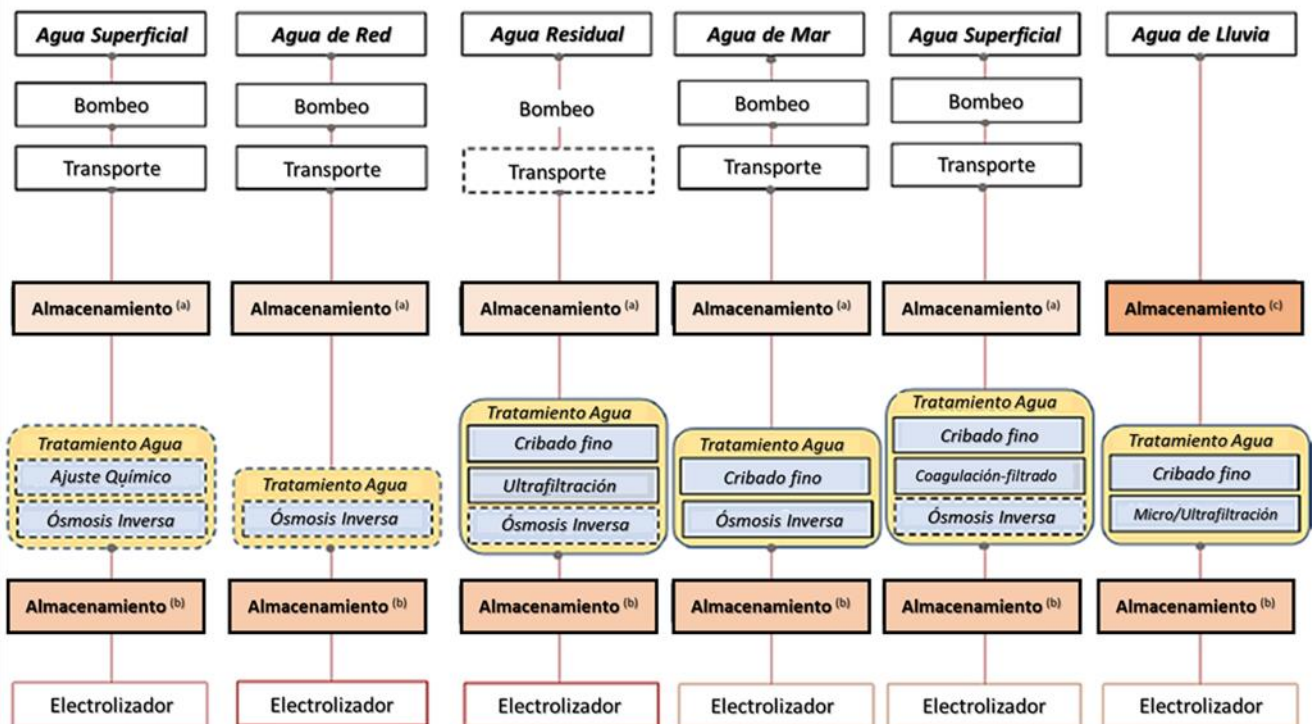 Agua Superficial
Bombeo
Transporte
Almacenamiento (a)
Tratamiento Agua
Ajuste Químico
Ósmosis Inversa
Almacenamiento (b)
Electrolizador
Agua de Red
Bombeo
Transporte
Almacenamiento (a)
Tratamiento Agua
Ósmosis Inversa
Almacenamiento (b)
Electrolizador
Agua Residual
Bombeo
Transporte
Almacenamiento (a)
Tratamiento Agua
Cribado fino
Ultrafiltración
Ósmosis Inversa
Almacenamiento (b)
Electrolizador
Agua de Mar
Bombeo
Transporte
Almacenamiento (a)
Tratamiento Agua
Cribado fino
Ósmosis Inversa
Almacenamiento (b)
Electrolizador
Agua Superficial
Bombeo
Transporte
Almacenamiento (a)
Tratamiento Agua
Cribado fino
Coagulación-filtrado
Ósmosis Inversa
Almacenamiento (b)
Electrolizador
Agua de Lluvia
Almacenamiento (c)
Tratamiento Agua
Cribado fino
Micro/Ultrafiltración
Almacenamiento (b)
Electrolizador